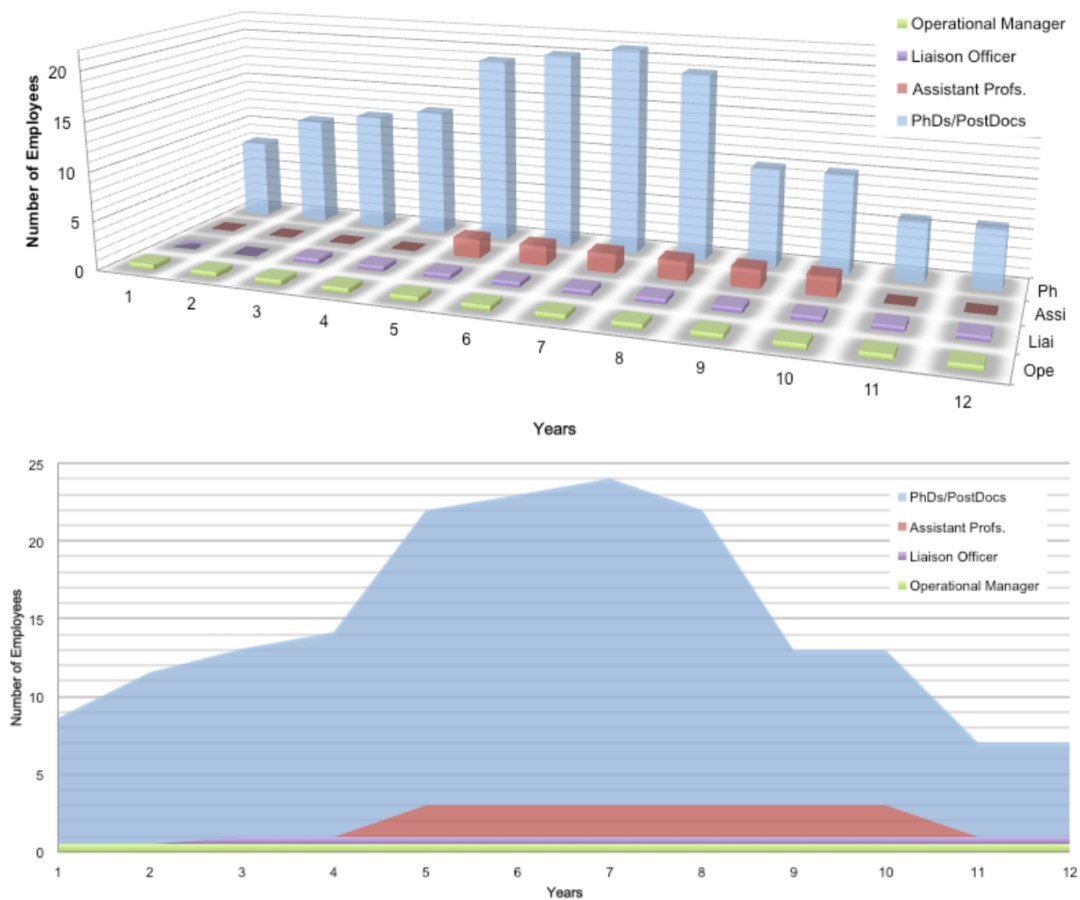 Operational Manager
Liaison Officer
Assistant Profs.
PhDs/PostDocs
Number of Employees
20
15
10
5
0
1
2
3
4
5
6
7
8
9
10
11
12
Ph
Assi
Liai
Ope
Years
25
20
15
10
5
0
Number of Employees
PhDs/PostDocs
Assistant Profs.
Liaison Officer
Operational Manager
1 2 3 4 5 6 7 8 9 10 11 12
Years